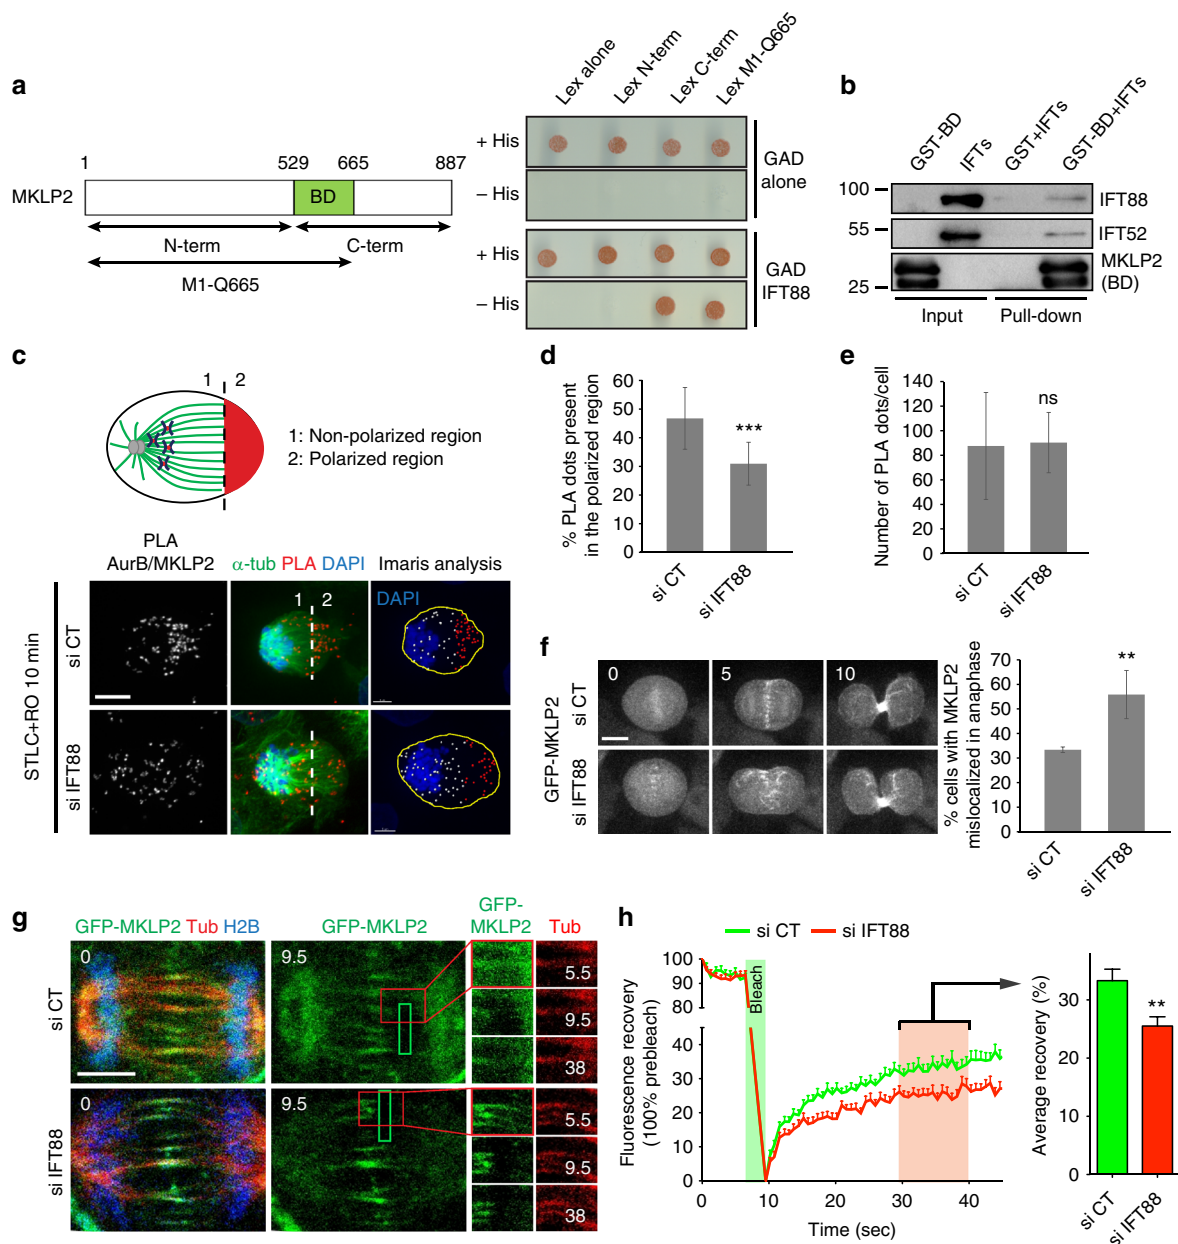 a
Lex alone
Lex N-term
Lex C-term
Lex M1-Q665
1 529 665 887
MKLP2
BD
N-term
C-term
M1-Q665
+ His
– His
GAD
alone
+ His
– His
GAD
IFT88
b
GST-BD
IFTs
GST+IFTs
GST-BD+IFTs
100
IFT88
55
IFT52
MKLP2
(BD)
25
Input
Pull-down
c
1 2
1: Non-polarized region
2: Polarized region
PLA
AurB/MKLP2
α-tub PLA DAPI
Imaris analysis
STLC+RO 10 min
si CT
1 2
DAPI
si IFT88
d
% PLA dots present
in the polarized region
60
50
40
30
20
10
0
***
si CT
si IFT88
e
Number of PLA dots/cell
140
120
100
80
60
40
20
0
ns
si CT
si IFT88
f
GFP-MKLP2
si CT
si IFT88
0
5
10
% cells with MKLP2
mislocalized in anaphase
70
60
50
40
30
20
10
0
**
si CT
si IFT88
g
GFP-MKLP2 Tub H2B
GFP-MKLP2
GFP-
MKLP2
Tub
si CT
0
9.5
5.5
9.5
38
si IFT88
0
9.5
5.5
9.5
38
h
si CT
si IFT88
Fluorescence recovery
(100% prebleach)
100
90
80
40
30
20
10
0
Bleach
0 10 20 30 40
Time (sec)
Average recovery (%)
30
20
10
0
**
si CT
si IFT88